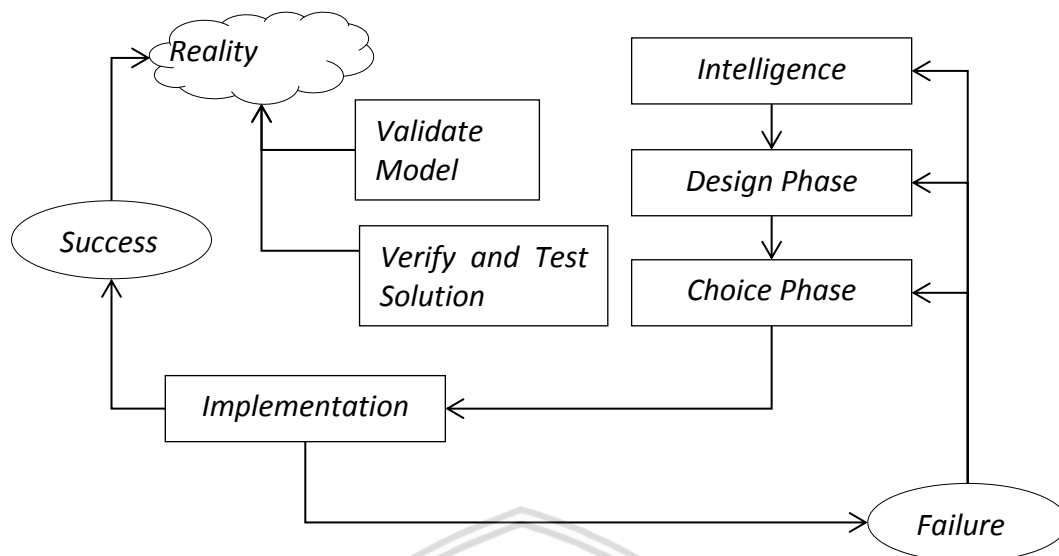 Reality
Intelligence
Validate
Model
Design Phase
Success
Verify and Test
Solution
Choice Phase
Implementation
Failure